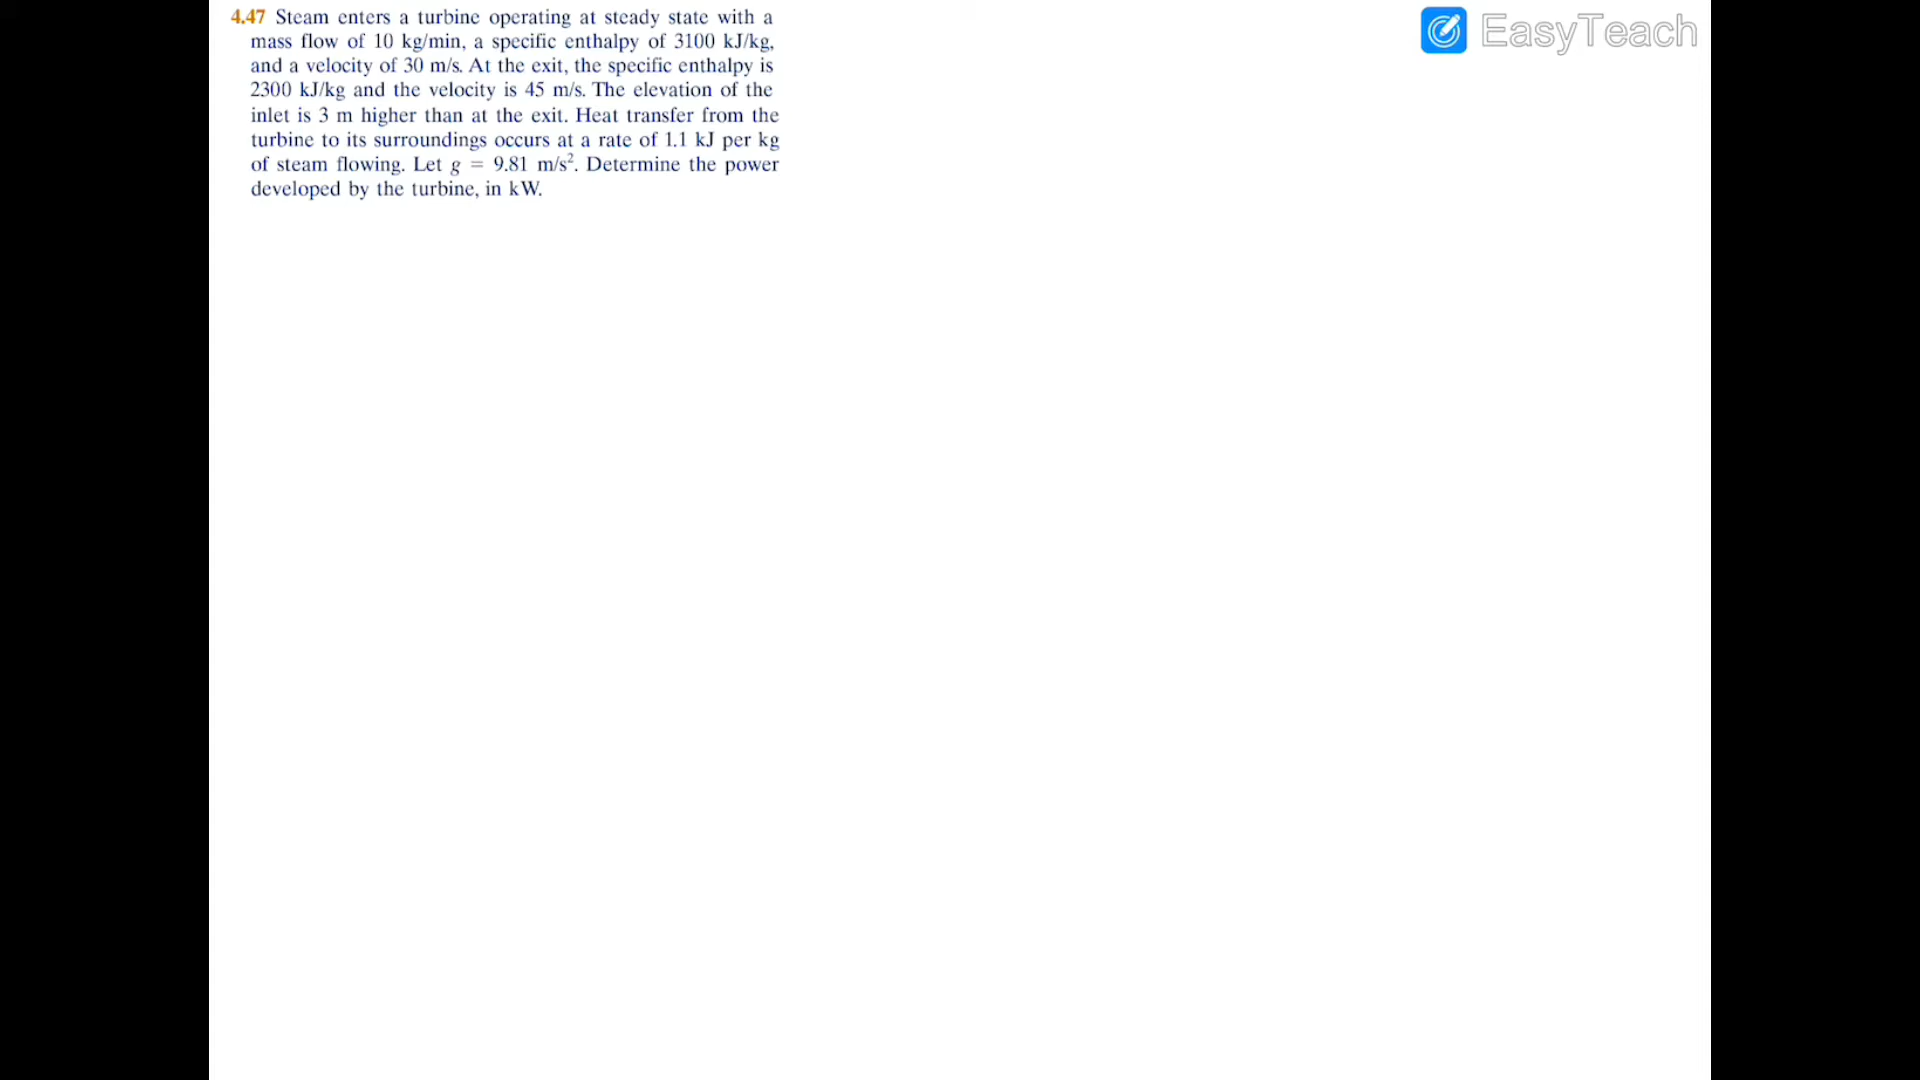 4.47 Steam enters a turbine operating at steady state with a
mass flow of 10 kg/min, a specific enthalpy of 3100 kJ/kg,
and a velocity of 30 m/s. At the exit, the specific enthalpy is
2300 kJ/kg and the velocity is 45 m/s. The elevation of the
inlet is 3 m higher than at the exit. Heat transfer from the
turbine to its surroundings occurs at a rate of 1.1 kJ per kg
of steam flowing. Let g = 9.81 m/s². Determine the power
developed by the turbine, in kW.
EasyTeach